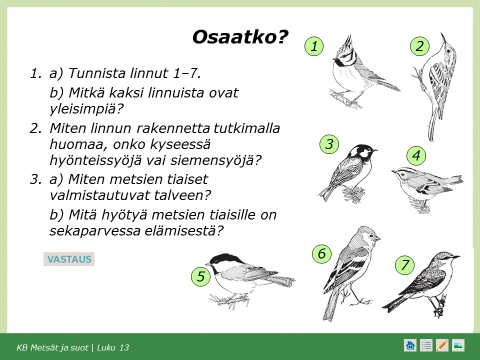 Osaatko?
1. a) Tunnista linnut 1–7.
b) Mitkä kaksi linnuista ovat
yleisimpiä?
2. Miten linnun rakennetta tutkimalla
huomaa, onko kyseessä
hyönteissyöjä vai siemensyöjä?
3. a) Miten metsien tiaiset
valmistautuvat talveen?
b) Mitä hyötyä metsien tiaisille on
sekaparvessa elämisestä?
VASTAUS
1
2
3
4
5
6
7
KB Metsät ja suot | Luku 13